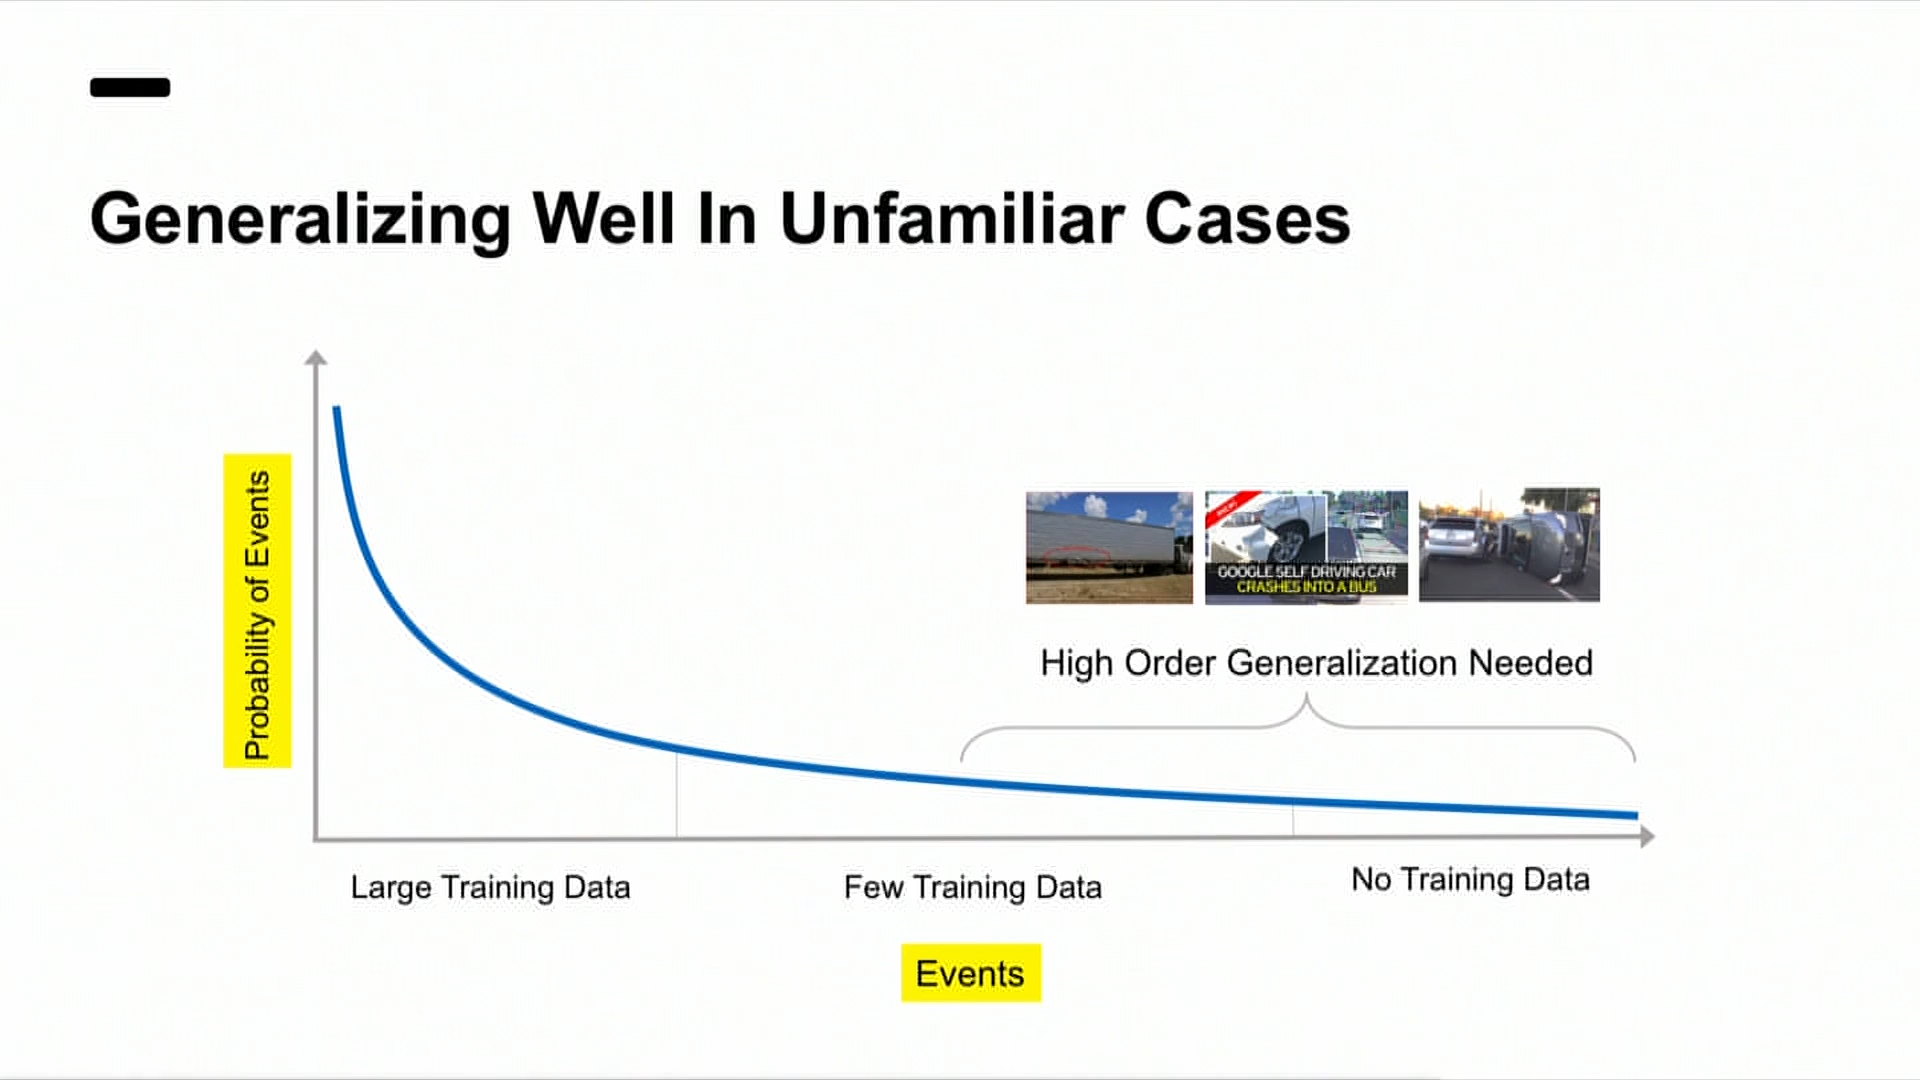 Generalizing Well In Unfamiliar Cases
Probability of Events
GOOGLE SELF DRIVING CAR
CRASHES INTO A BUS
High Order Generalization Needed
Large Training Data
Few Training Data
No Training Data
Events